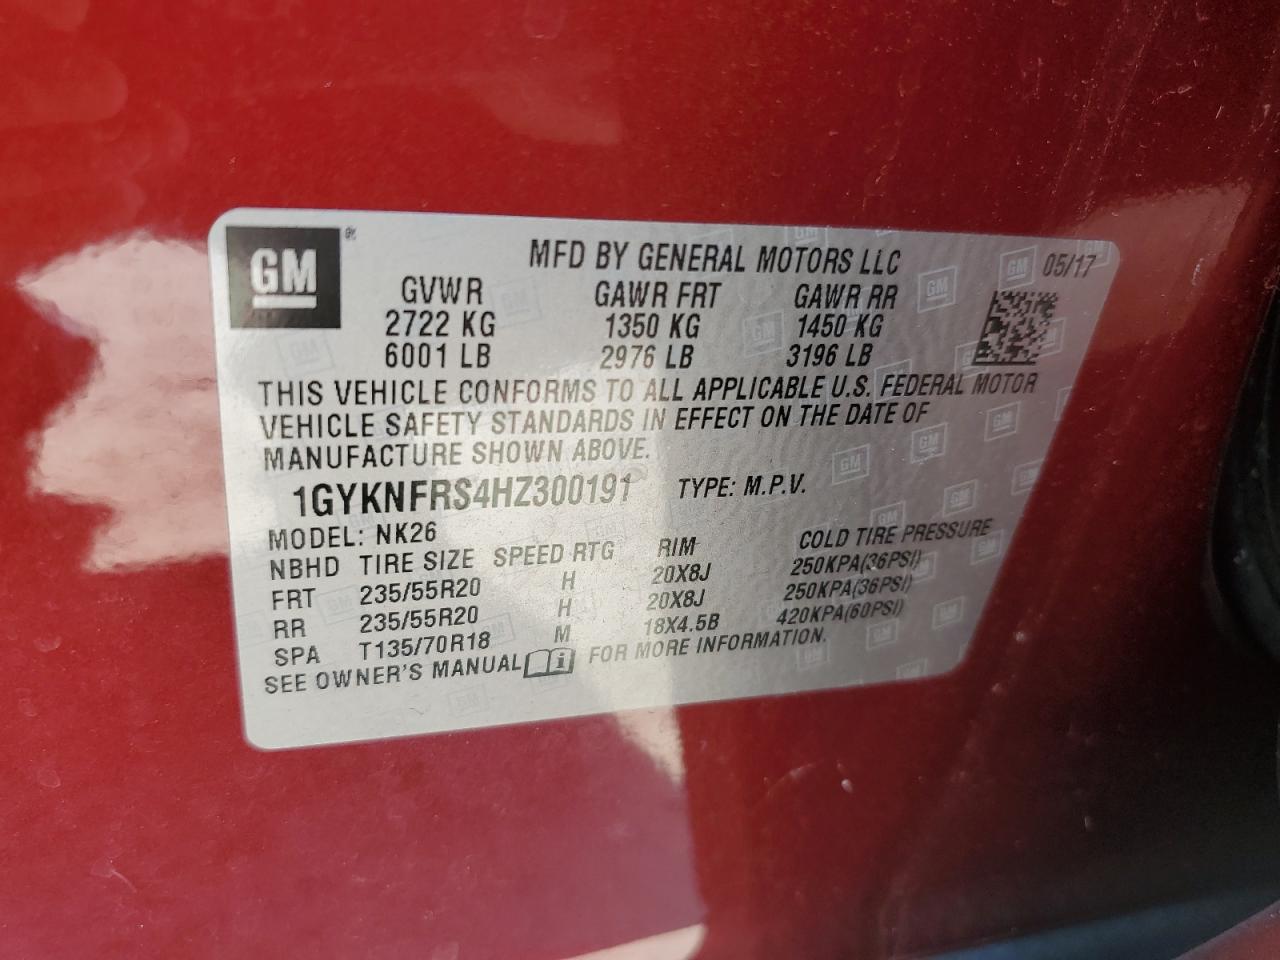 GM
MFD BY GENERAL MOTORS LLC 05/17
GVWR GAWR FRT GAWR RR
2722 KG 1350 KG 1450 KG
6001 LB 2976 LB 3196 LB
THIS VEHICLE CONFORMS TO ALL APPLICABLE U.S. FEDERAL MOTOR
VEHICLE SAFETY STANDARDS IN EFFECT ON THE DATE OF
MANUFACTURE SHOWN ABOVE.
1GYKNFRS4HZ300191 TYPE: M.P.V.
MODEL: NK26
NBHD TIRE SIZE SPEED RTG RIM COLD TIRE PRESSURE
FRT 235/55R20 H 20X8J 250KPA(36PSI)
RR 235/55R20 H 20X8J 250KPA(36PSI)
SPA T135/70R18 M 18X4.5B 420KPA(60PSI)
SEE OWNER'S MANUAL i FOR MORE INFORMATION.